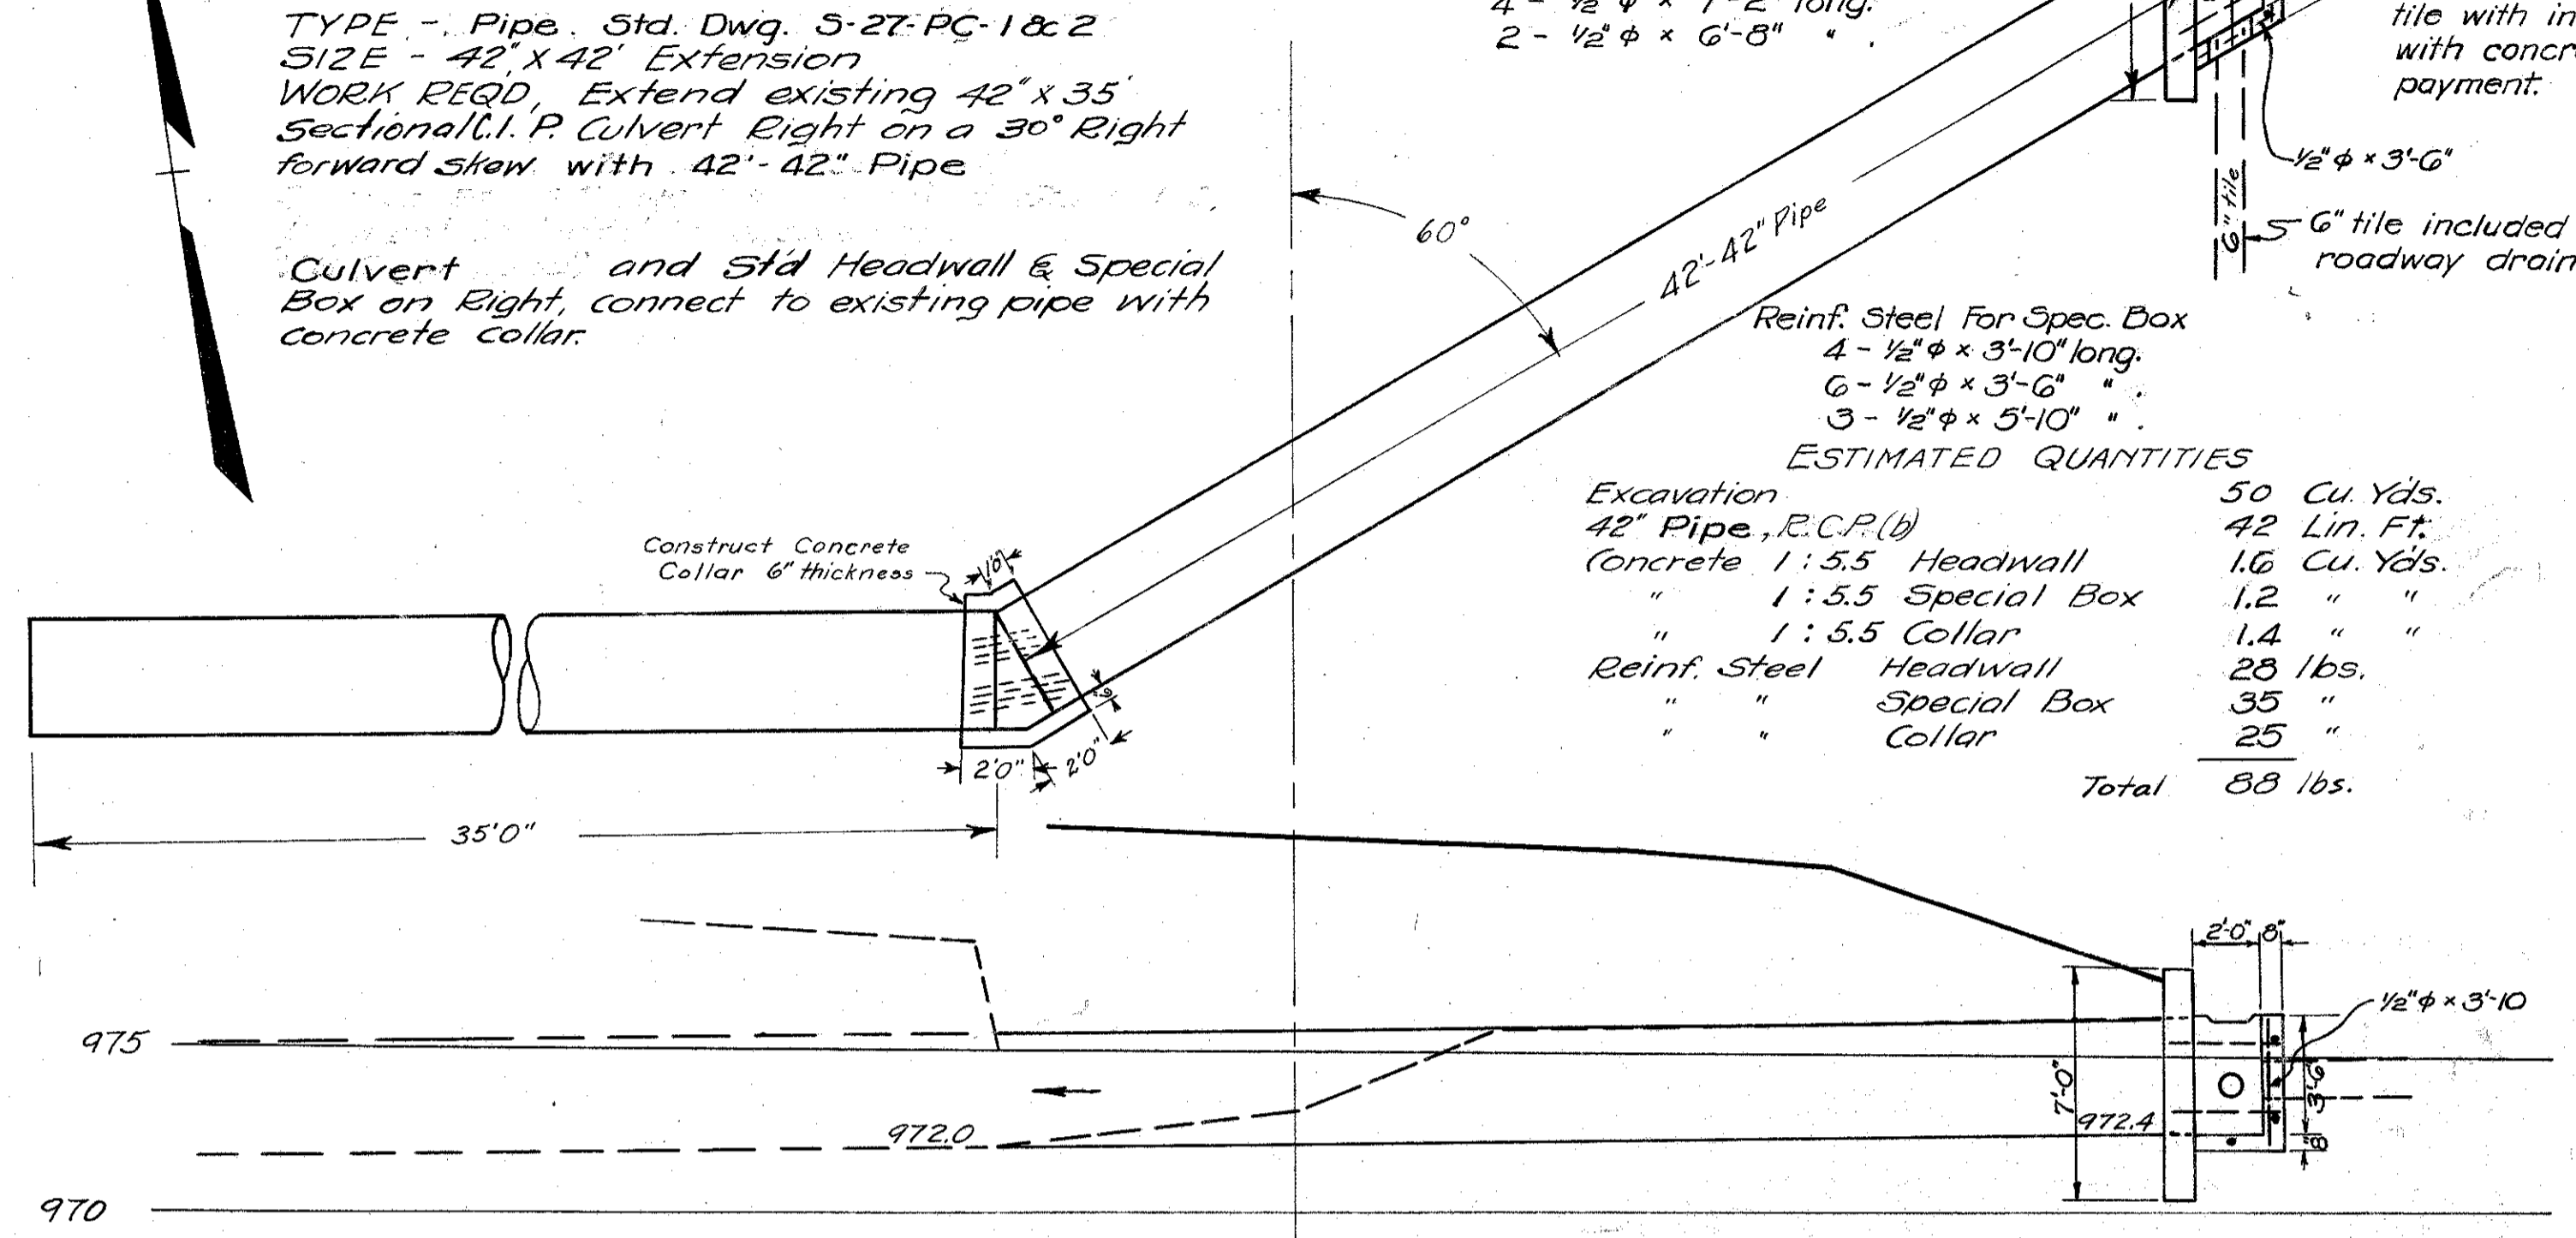 TYPE - Pipe. Std. Dwg. S-27-PC-1 & 2
SIZE - 42" X 42' Extension
WORK REQD, Extend existing 42" x 35'
Sectional C.I.P. Culvert Right on a 30° Right
forward skew with 42'-42" Pipe
Culvert and Std Headwall & Special
Box on Right, connect to existing pipe with
concrete collar.
2 - ½"φ x 6'-8" " .
tile with
with
payment.
½"φ x 3'-6"
6" tile
6" tile included
roadway
60°
42'-42" Pipe
Reinf. Steel For Spec. Box
4 - ½"φ x 3'-10" long.
6 - ½"φ x 3'-6" " .
3 - ½"φ x 5'-10" " .
ESTIMATED QUANTITIES
Excavation 50 Cu. Yds.
42" Pipe, R.C.P.(b) 42 Lin. Ft.
Concrete 1:5.5 Headwall 1.6 Cu. Yds.
" 1:5.5 Special Box 1.2 " "
" 1:5.5 Collar 1.4 " "
Reinf. Steel Headwall 28 lbs.
" " Special Box 35 "
" " Collar 25 "
Total 88 lbs.
Construct Concrete
Collar 6" thickness
1'0"
6"
2'0"
2'0"
35'0"
2'-0" 8"
½"φ x 3'-10
975
7'-0"
3'-6"
972.0
972.4
8"
970